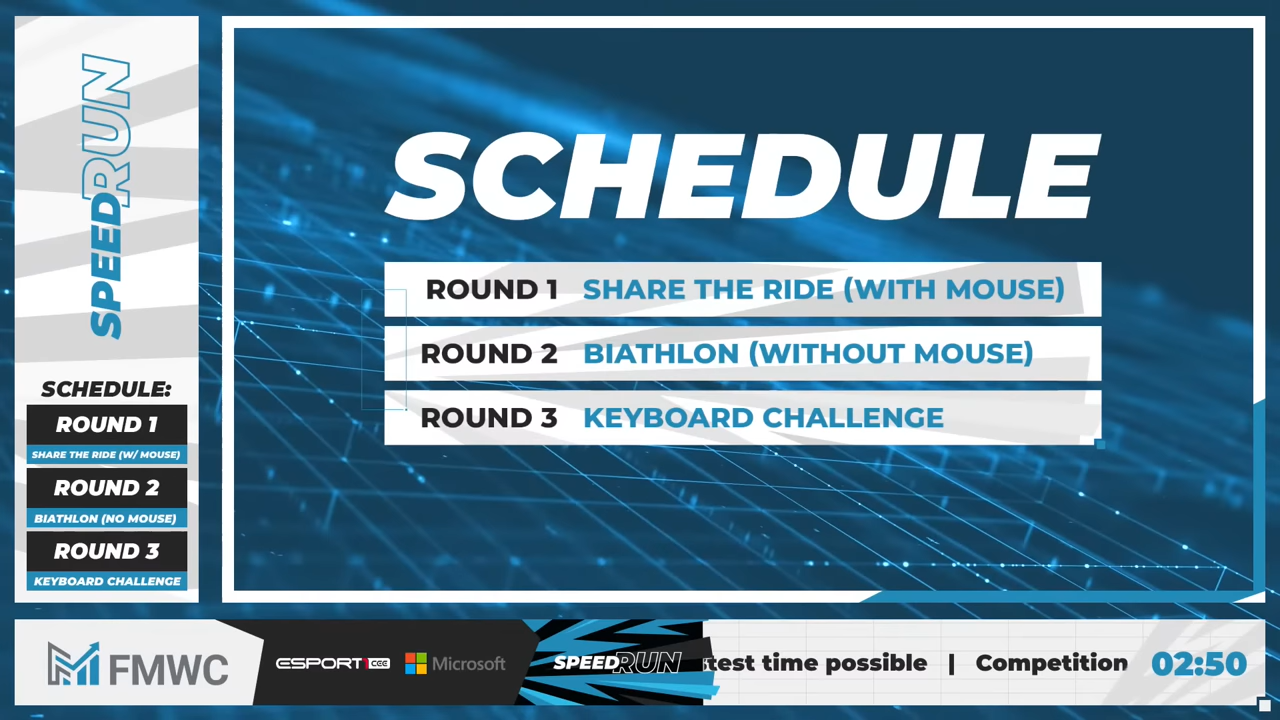 SPEEDRUN
SCHEDULE:
ROUND 1
SHARE THE RIDE (W/ MOUSE)
ROUND 2
BIATHLON (NO MOUSE)
ROUND 3
KEYBOARD CHALLENGE
SCHEDULE
ROUND 1 SHARE THE RIDE (WITH MOUSE)
ROUND 2 BIATHLON (WITHOUT MOUSE)
ROUND 3 KEYBOARD CHALLENGE
FMWC ESPORT1 CEE Microsoft SPEEDRUN time possible | Competition 02:50